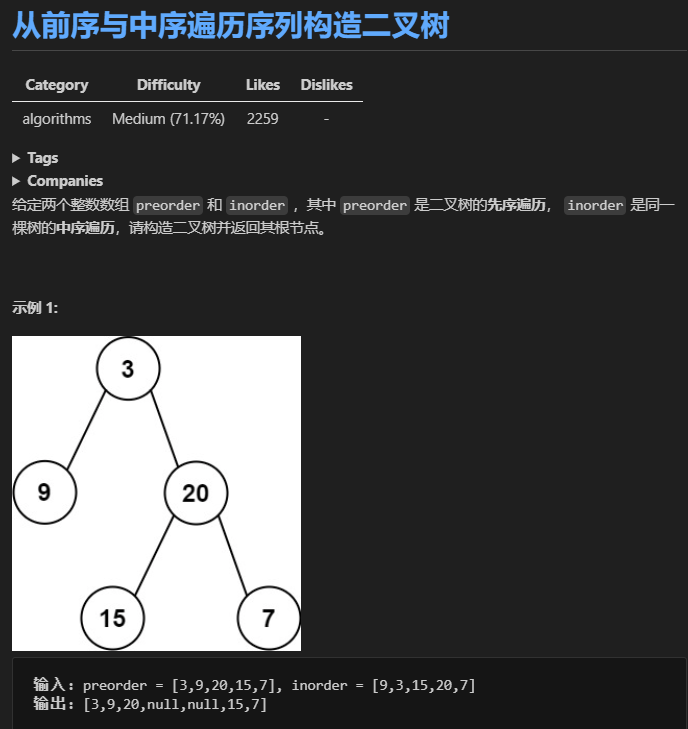 从前序与中序遍历序列构造二叉树
Category Difficulty Likes Dislikes
algorithms Medium (71.17%) 2259 -
▶ Tags
▶ Companies
给定两个整数数组 preorder 和 inorder ，其中 preorder 是二叉树的先序遍历， inorder 是同一
棵树的中序遍历，请构造二叉树并返回其根节点。
示例 1:
3
9 20
15 7
输入: preorder = [3,9,20,15,7], inorder = [9,3,15,20,7]
输出: [3,9,20,null,null,15,7]